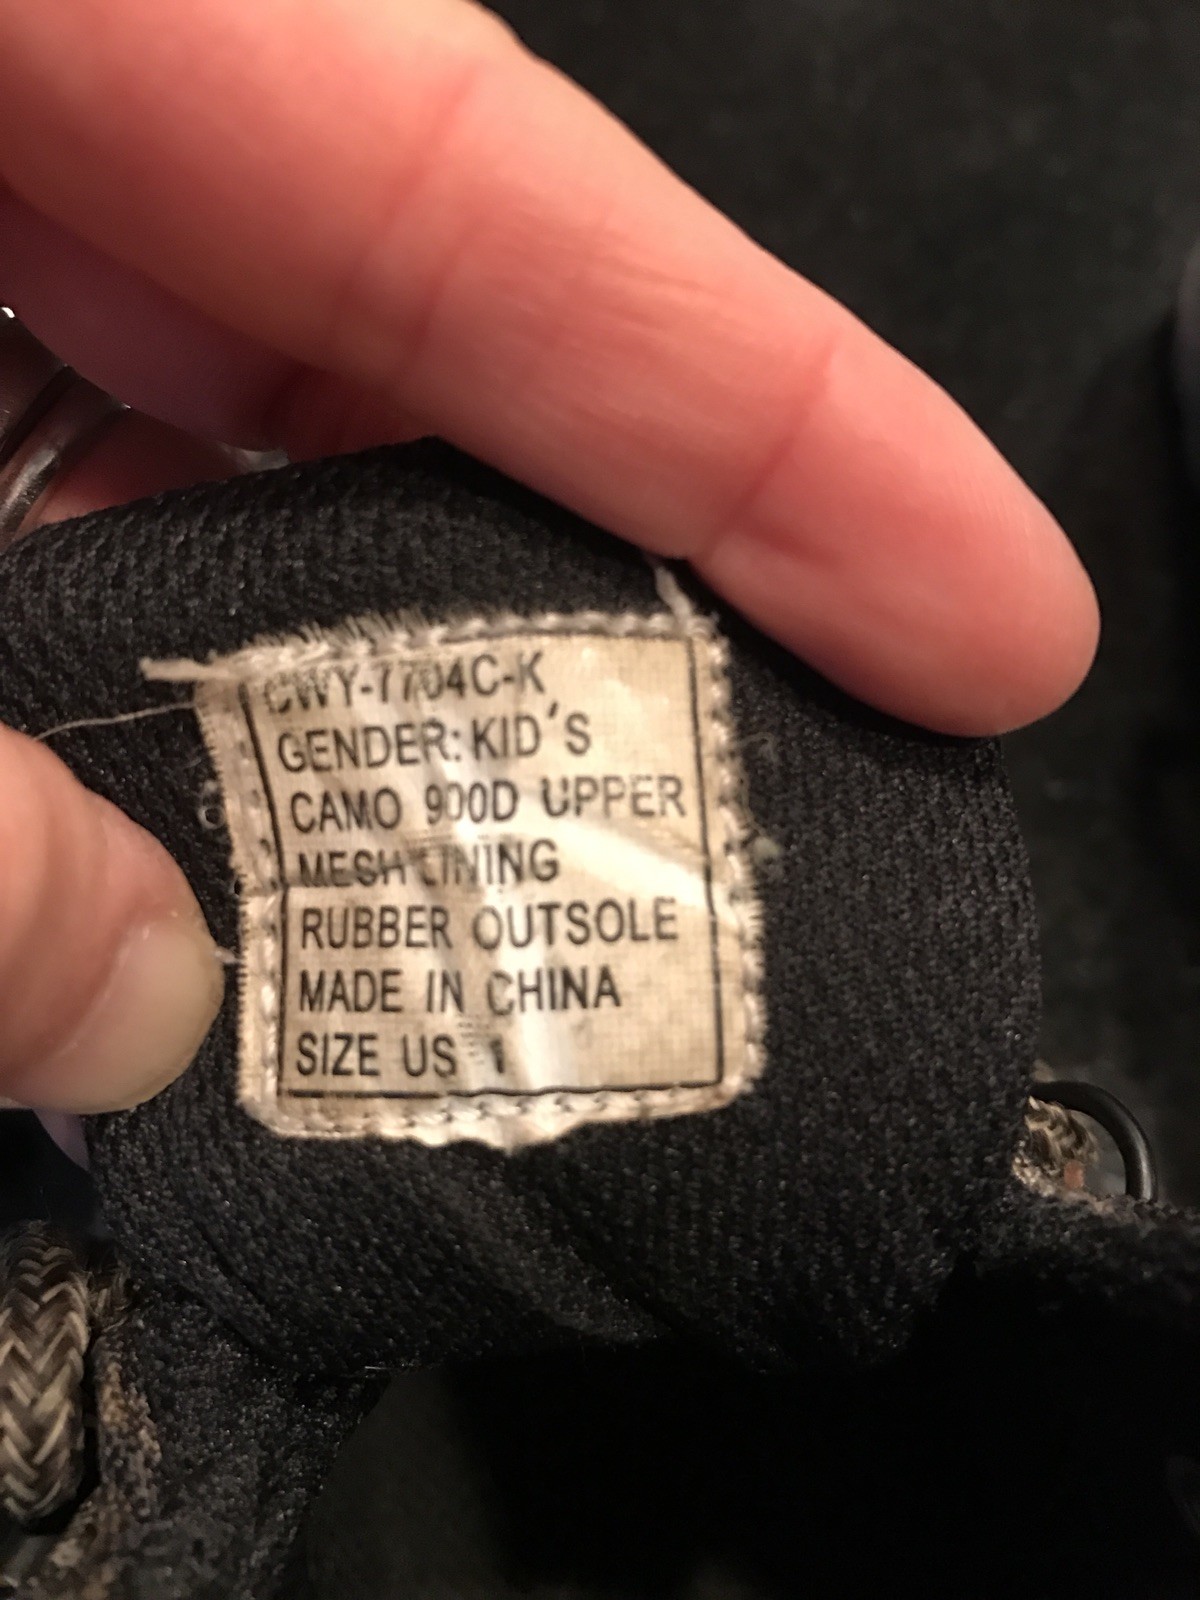 CWY-7704C-K
GENDER: KID'S
CAMO 900D UPPER
MESH LINING
RUBBER OUTSOLE
MADE IN CHINA
SIZE US 1